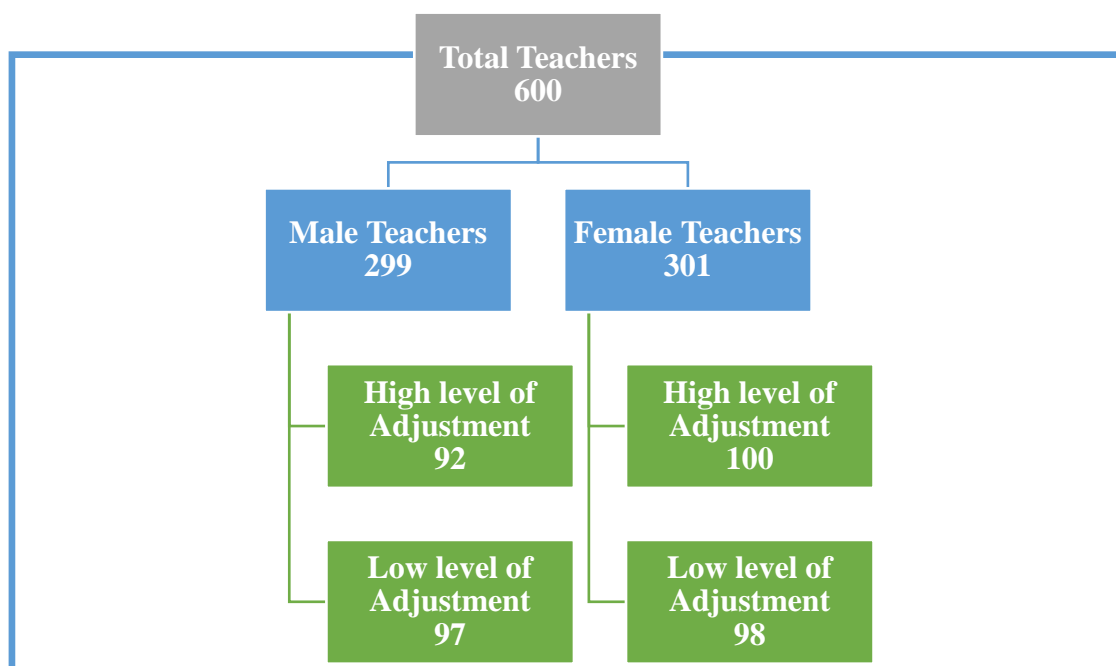 Total Teachers
600
Male Teachers
299
Female Teachers
301
High level of
Adjustment
92
High level of
Adjustment
100
Low level of
Adjustment
97
Low level of
Adjustment
98